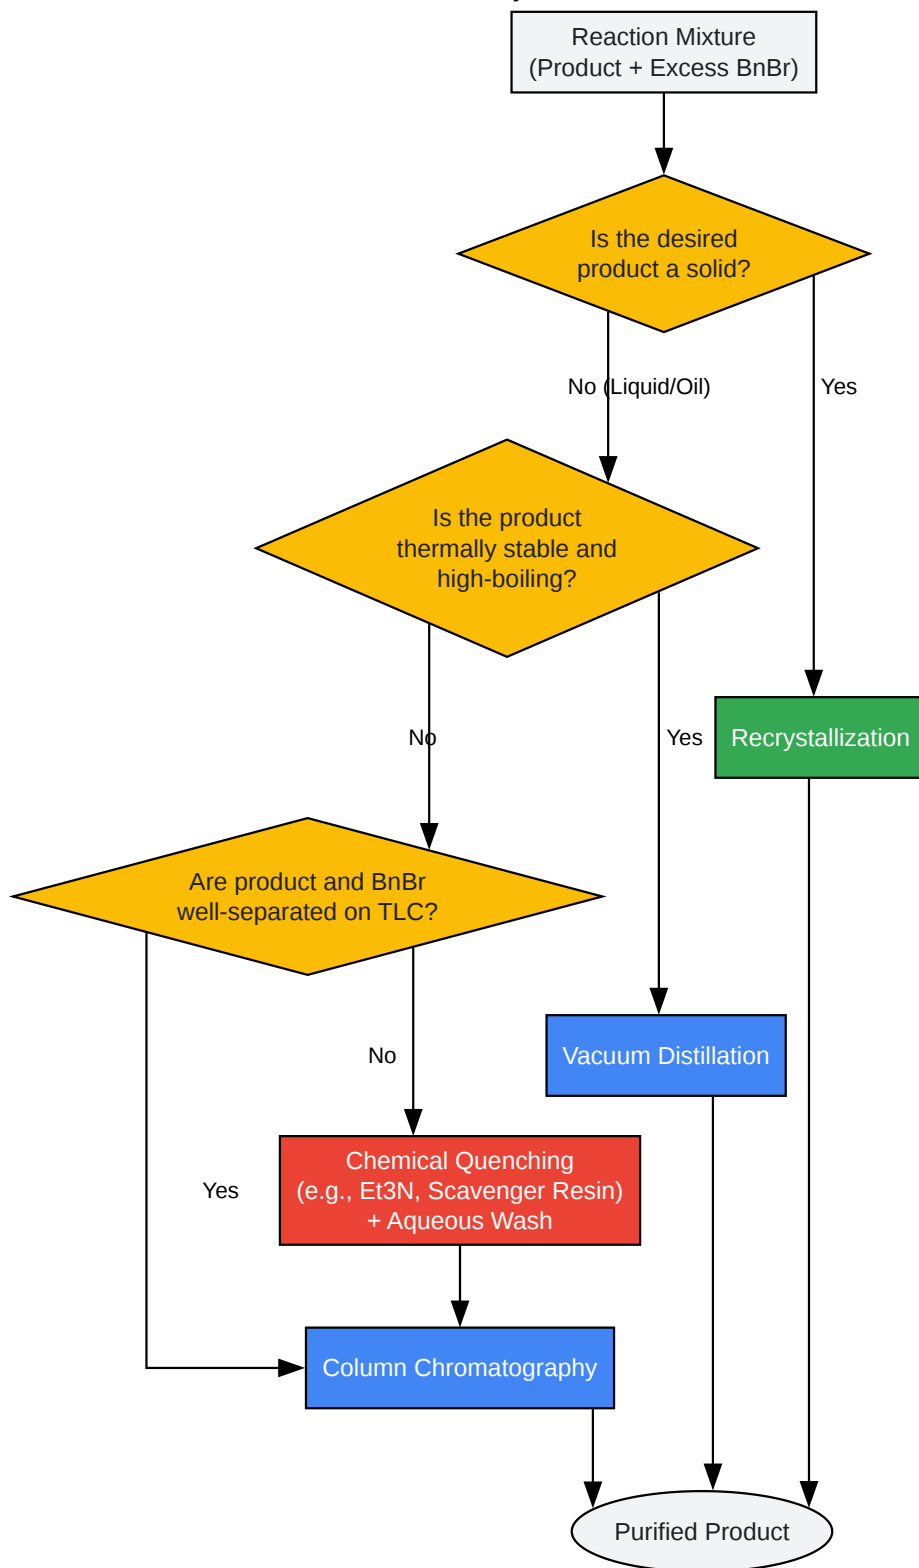 Reaction Mixture
(Product + Excess BnBr)
Is the desired
product a solid?
No (Liquid/Oil)
Yes
Is the product
thermally stable and
high-boiling?
No
Yes
Recrystallization
Are product and BnBr
well-separated on TLC?
No
Vacuum Distillation
Yes
Chemical Quenching
(e.g., Et3N, Scavenger Resin)
+ Aqueous Wash
Column Chromatography
Purified Product